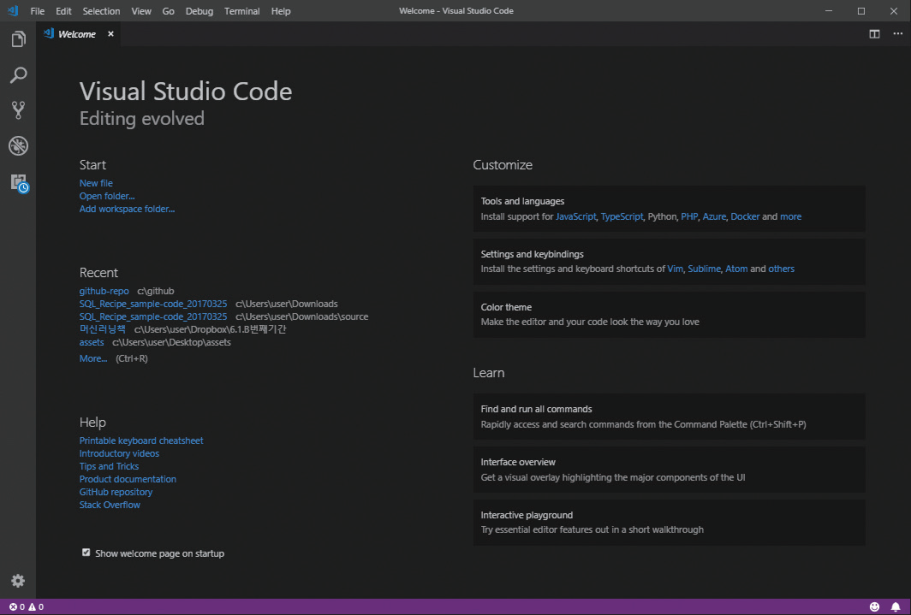 File Edit Selection View Go Debug Terminal Help
Welcome - Visual Studio Code
Welcome
Visual Studio Code
Editing evolved
Start
New file
Open folder...
Add workspace folder...
Recent
github-repo c:\github
SQL_Recipe_sample-code_20170325 c:\Users\user\Downloads
SQL_Recipe_sample-code_20170325 c:\Users\user\Downloads\source
머신러닝책 c:\Users\user\Dropbox\6.1.8번째기간
assets c:\Users\user\Desktop\assets
More... (Ctrl+R)
Help
Printable keyboard cheatsheet
Introductory videos
Tips and Tricks
Product documentation
GitHub repository
Stack Overflow
Show welcome page on startup
Customize
Tools and languages
Install support for JavaScript, TypeScript, Python, PHP, Azure, Docker and more
Settings and keybindings
Install the settings and keyboard shortcuts of Vim, Sublime, Atom and others
Color theme
Make the editor and your code look the way you love
Learn
Find and run all commands
Rapidly access and search commands from the Command Palette (Ctrl+Shift+P)
Interface overview
Get a visual overlay highlighting the major components of the UI
Interactive playground
Try essential editor features out in a short walkthrough
0 0